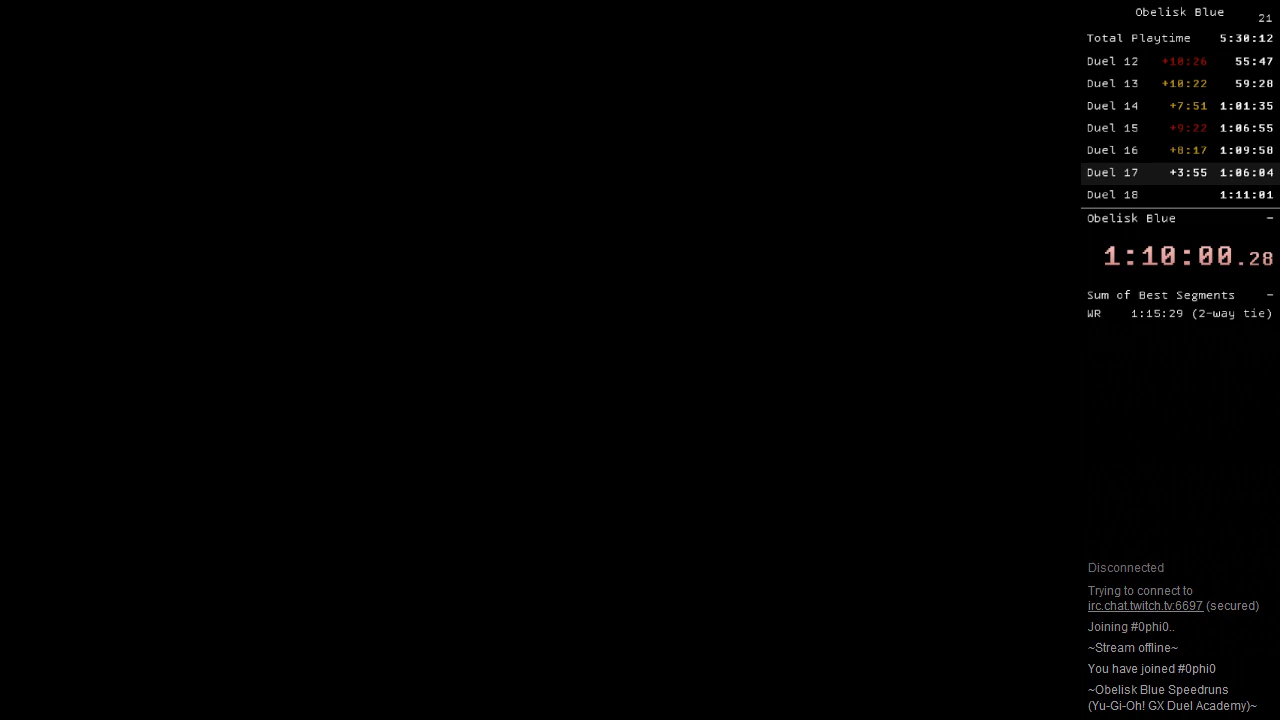 Obelisk Blue
21
Total Playtime 5:30:12
Duel 12 +10:26 55:47
Duel 13 +10:22 59:28
Duel 14 +7:51 1:01:35
Duel 15 +9:22 1:06:55
Duel 16 +8:17 1:09:58
Duel 17 +3:55 1:06:04
Duel 18 1:11:01
Obelisk Blue –
1:10:00.28
Sum of Best Segments –
WR 1:15:29 (2-way tie)
Disconnected
Trying to connect to
irc.chat.twitch.tv:6697 (secured)
Joining #0phi0..
~Stream offline~
You have joined #0phi0
~Obelisk Blue Speedruns
(Yu-Gi-Oh! GX Duel Academy)~